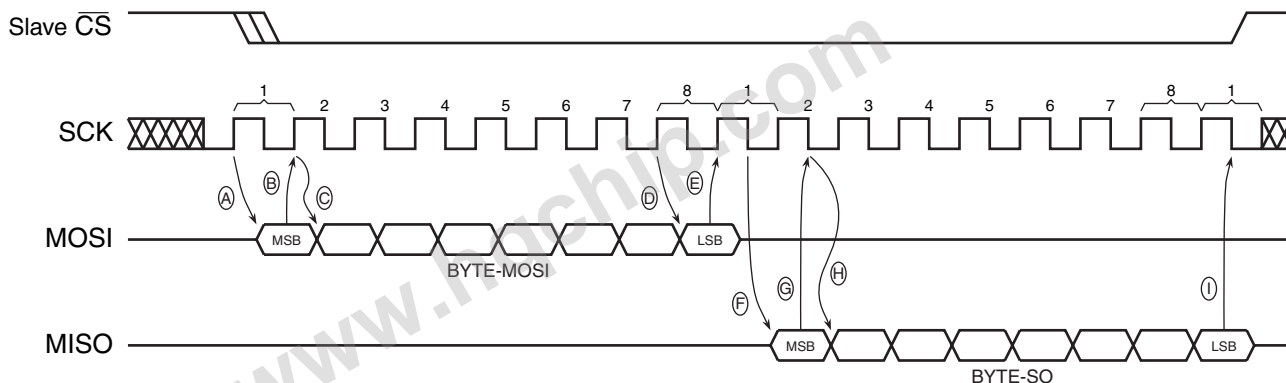 Slave CS
1 2 3 4 5 6 7 8 1 2 3 4 5 6 7 8 1
SCK
A B C D E
MOSI MSB LSB
BYTE-MOSI
F G H I
MISO MSB LSB
BYTE-SO
www.hqchip.com